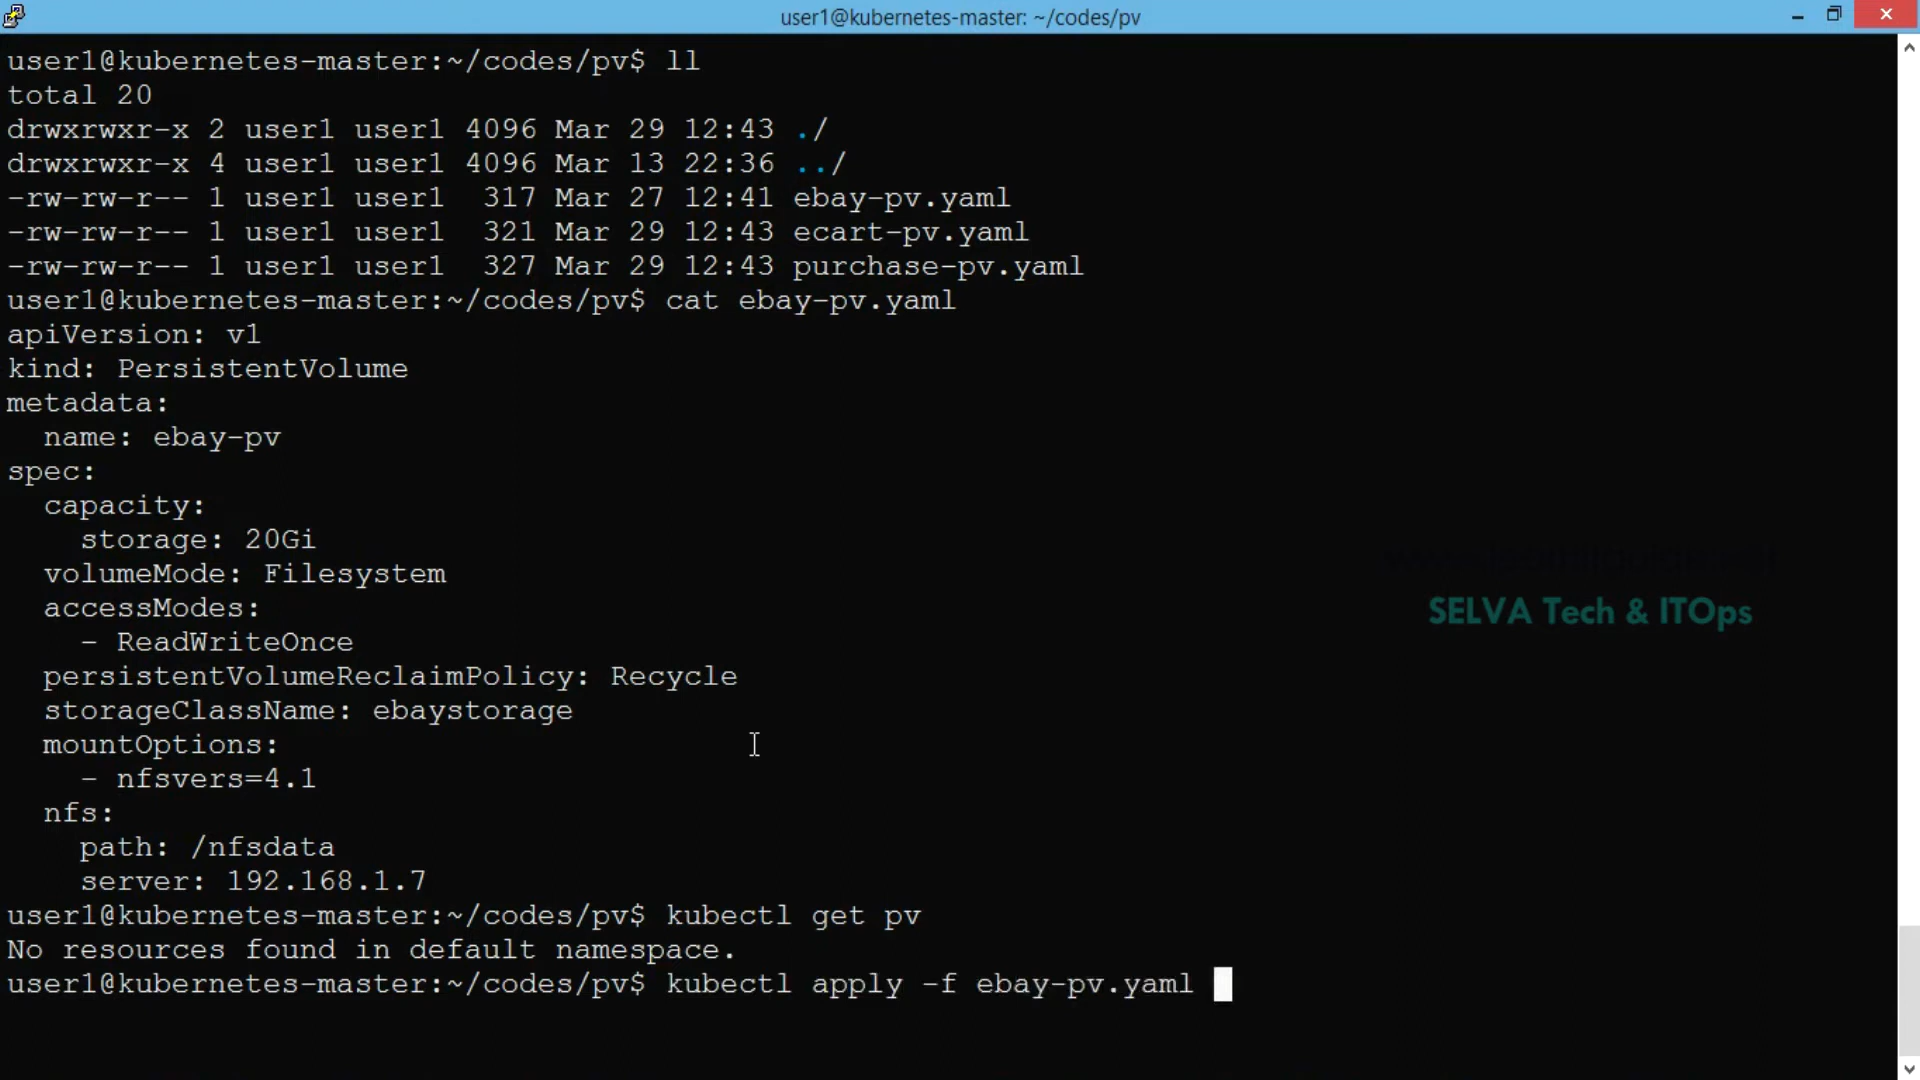 user1@kubernetes-master: ~/codes/pv
user1@kubernetes-master:~/codes/pv$ ll
total 20
drwxrwxr-x 2 user1 user1 4096 Mar 29 12:43 ./
drwxrwxr-x 4 user1 user1 4096 Mar 13 22:36 ../
-rw-rw-r-- 1 user1 user1  317 Mar 27 12:41 ebay-pv.yaml
-rw-rw-r-- 1 user1 user1  321 Mar 29 12:43 ecart-pv.yaml
-rw-rw-r-- 1 user1 user1  327 Mar 29 12:43 purchase-pv.yaml
user1@kubernetes-master:~/codes/pv$ cat ebay-pv.yaml
apiVersion: v1
kind: PersistentVolume
metadata:
  name: ebay-pv
spec:
  capacity:
    storage: 20Gi
  volumeMode: Filesystem
  accessModes:
    - ReadWriteOnce
  persistentVolumeReclaimPolicy: Recycle
  storageClassName: ebaystorage
  mountOptions:
    - nfsvers=4.1
  nfs:
    path: /nfsdata
    server: 192.168.1.7
user1@kubernetes-master:~/codes/pv$ kubectl get pv
No resources found in default namespace.
user1@kubernetes-master:~/codes/pv$ kubectl apply -f ebay-pv.yaml
SELVA Tech & ITOps